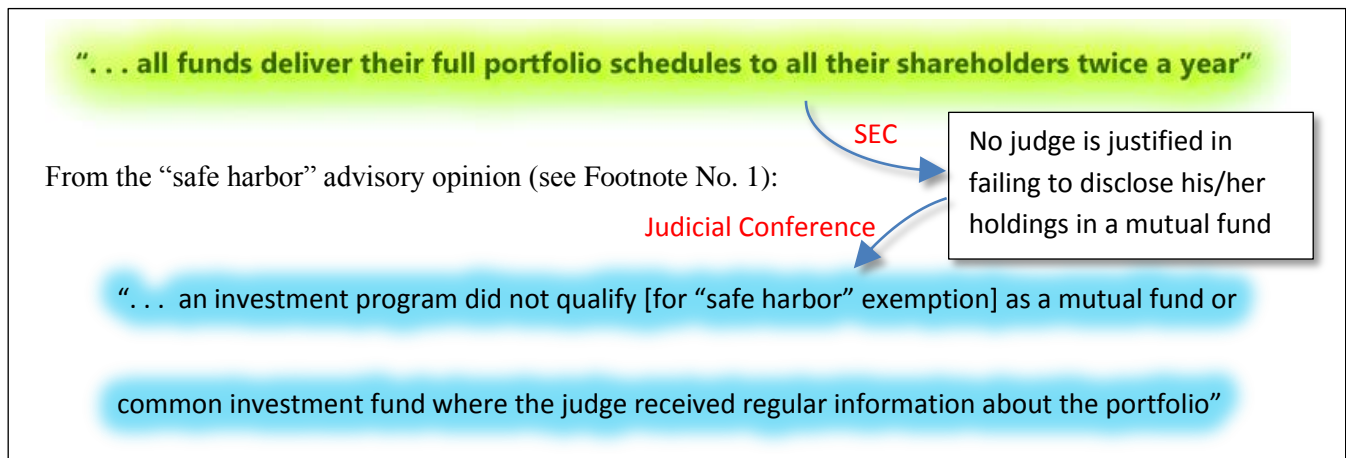 “. . . all funds deliver their full portfolio schedules to all their shareholders twice a year”
SEC
No judge is justified in
failing to disclose his/her
holdings in a mutual fund
From the “safe harbor” advisory opinion (see Footnote No. 1):
Judicial Conference
“. . . an investment program did not qualify [for “safe harbor” exemption] as a mutual fund or
common investment fund where the judge received regular information about the portfolio”